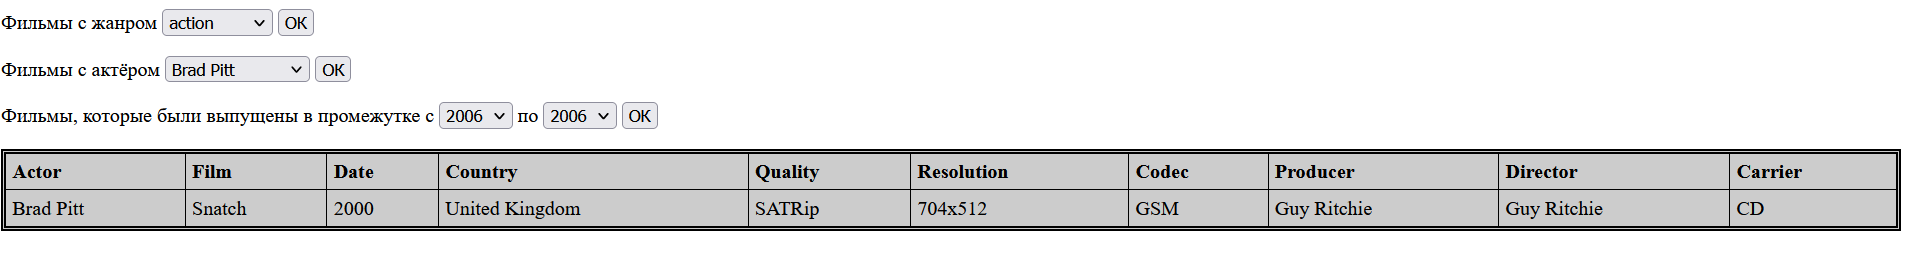 Фильмы с жанром action OK
Фильмы с актёром Brad Pitt OK
Фильмы, которые были выпущены в промежутке с 2006 по 2006 OK
Actor Film Date Country Quality Resolution Codec Producer Director Carrier
Brad Pitt Snatch 2000 United Kingdom SATRip 704x512 GSM Guy Ritchie Guy Ritchie CD